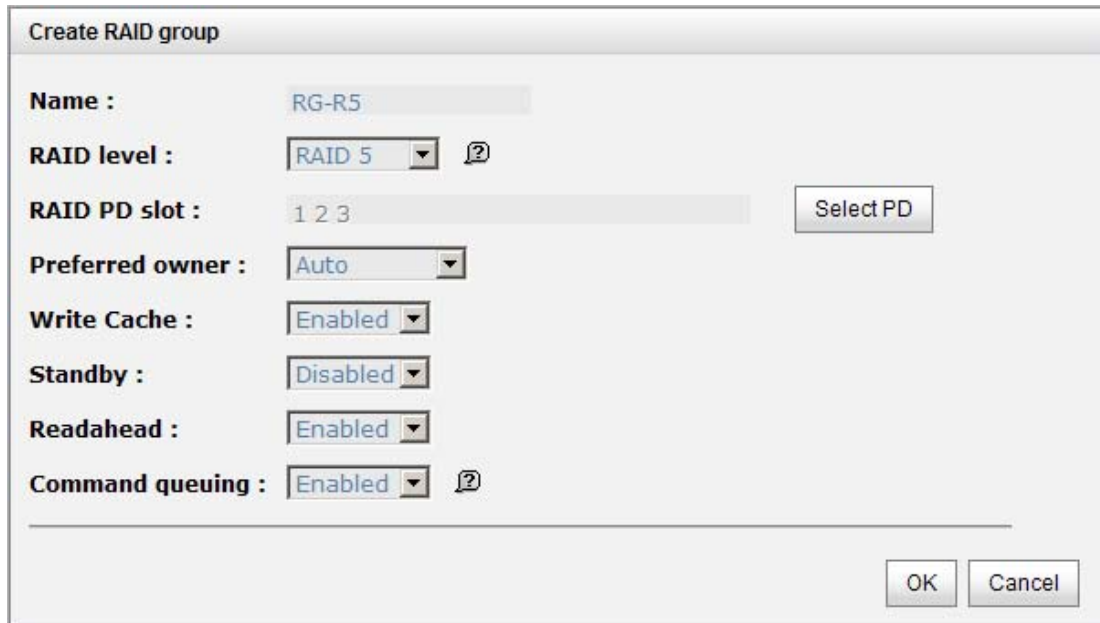 Create RAID group
Name : RG-R5
RAID level : RAID 5
RAID PD slot : 1 2 3 Select PD
Preferred owner : Auto
Write Cache : Enabled
Standby : Disabled
Readahead : Enabled
Command queuing : Enabled
OK Cancel